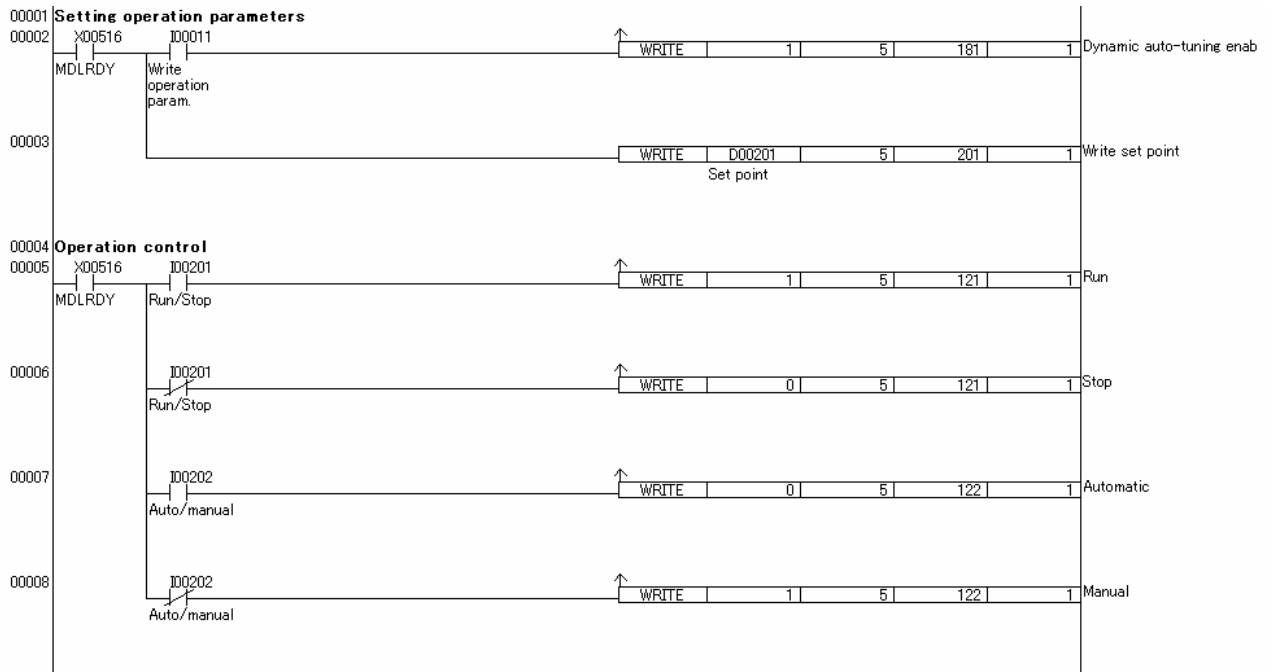 00001 Setting operation parameters
00002 X00516 I00011 WRITE 1 5 181 1 Dynamic auto-tuning enab
MDLRDY Write
operation
param.
00003 WRITE D00201 5 201 1 Write set point
Set point
00004 Operation control
00005 X00516 I00201 WRITE 1 5 121 1 Run
MDLRDY Run/Stop
00006 I00201 WRITE 0 5 121 1 Stop
Run/Stop
00007 I00202 WRITE 0 5 122 1 Automatic
Auto/manual
00008 I00202 WRITE 1 5 122 1 Manual
Auto/manual